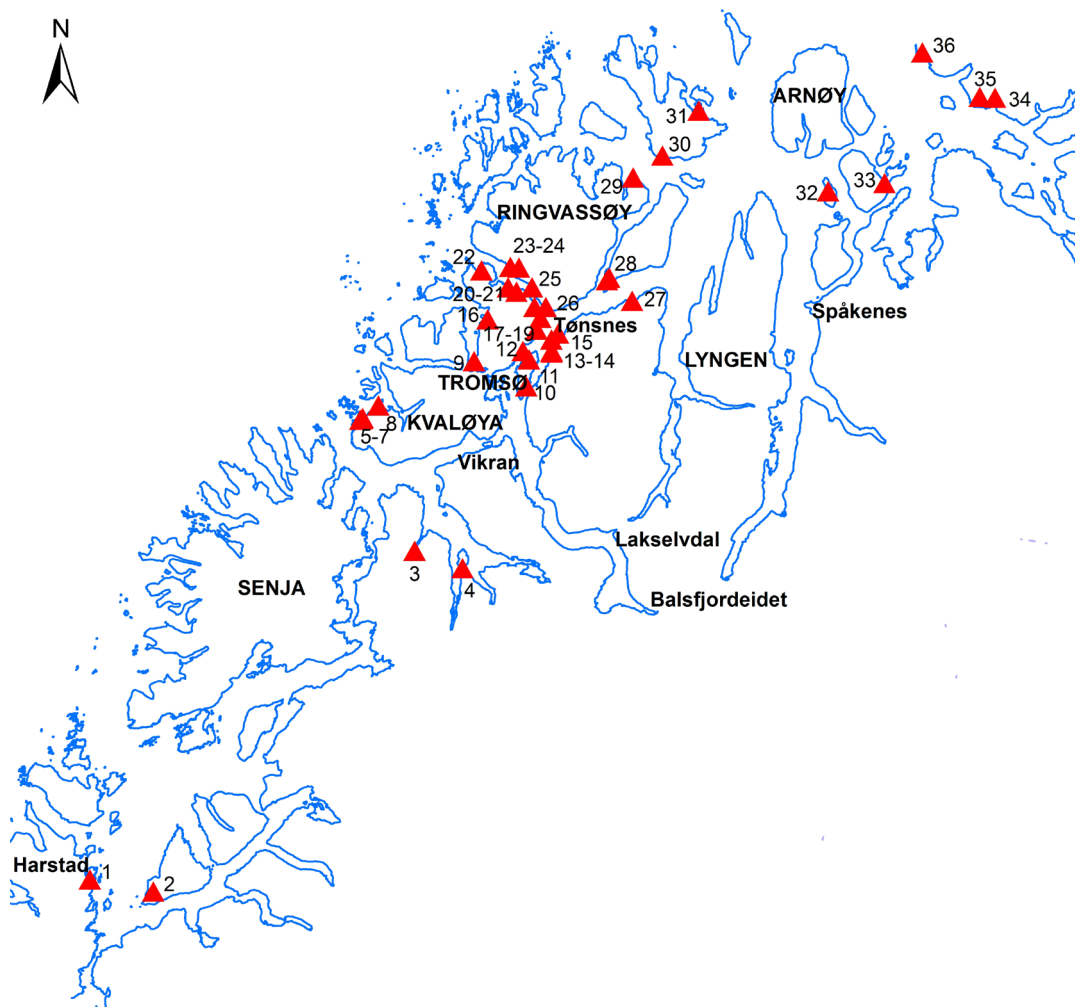 N
36
35
34
ARNØY
31
30
33
32
29
RINGVASSØY
23-24
22
28
25
20-21
27
26
16
Spåkenes
Tønsnes
17-19
15
12
13-14
LYNGEN
9
11
TROMSØ
10
8
KVALØYA
5-7
Vikran
Lakselvdal
3
4
SENJA
Balsfjordeidet
Harstad
1
2